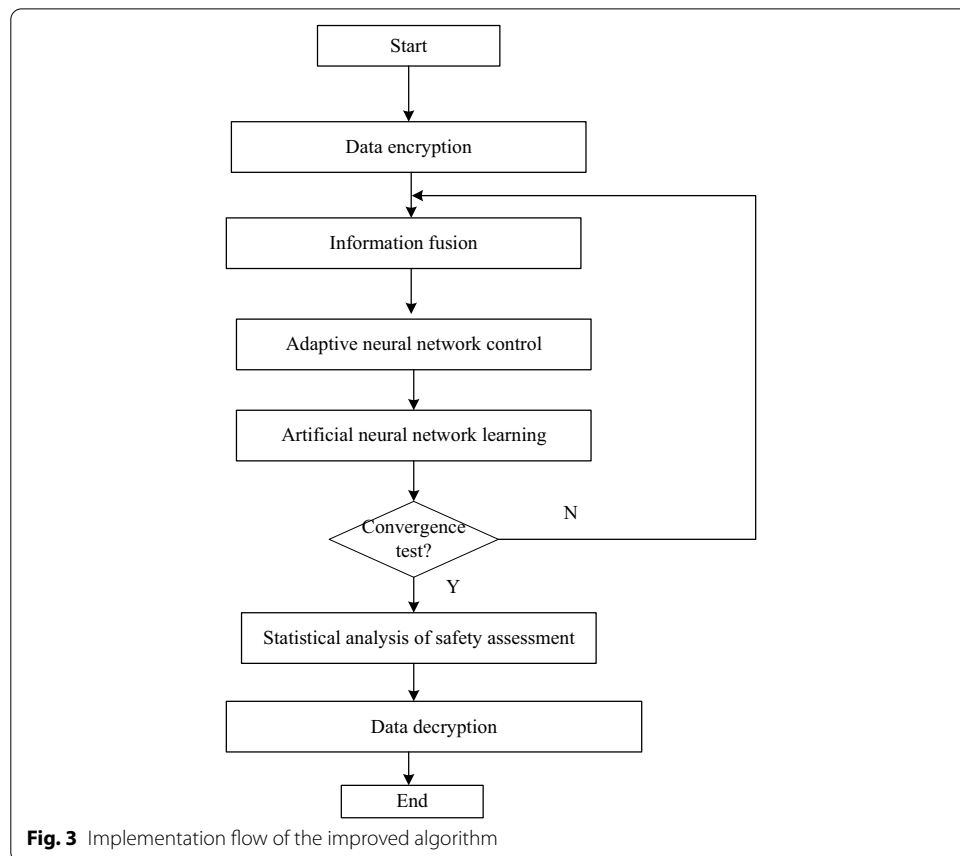 Start
Data encryption
Information fusion
Adaptive neural network control
Artificial neural network learning
Convergence
test?
N
Y
Statistical analysis of safety assessment
Data decryption
End
Fig. 3 Implementation flow of the improved algorithm